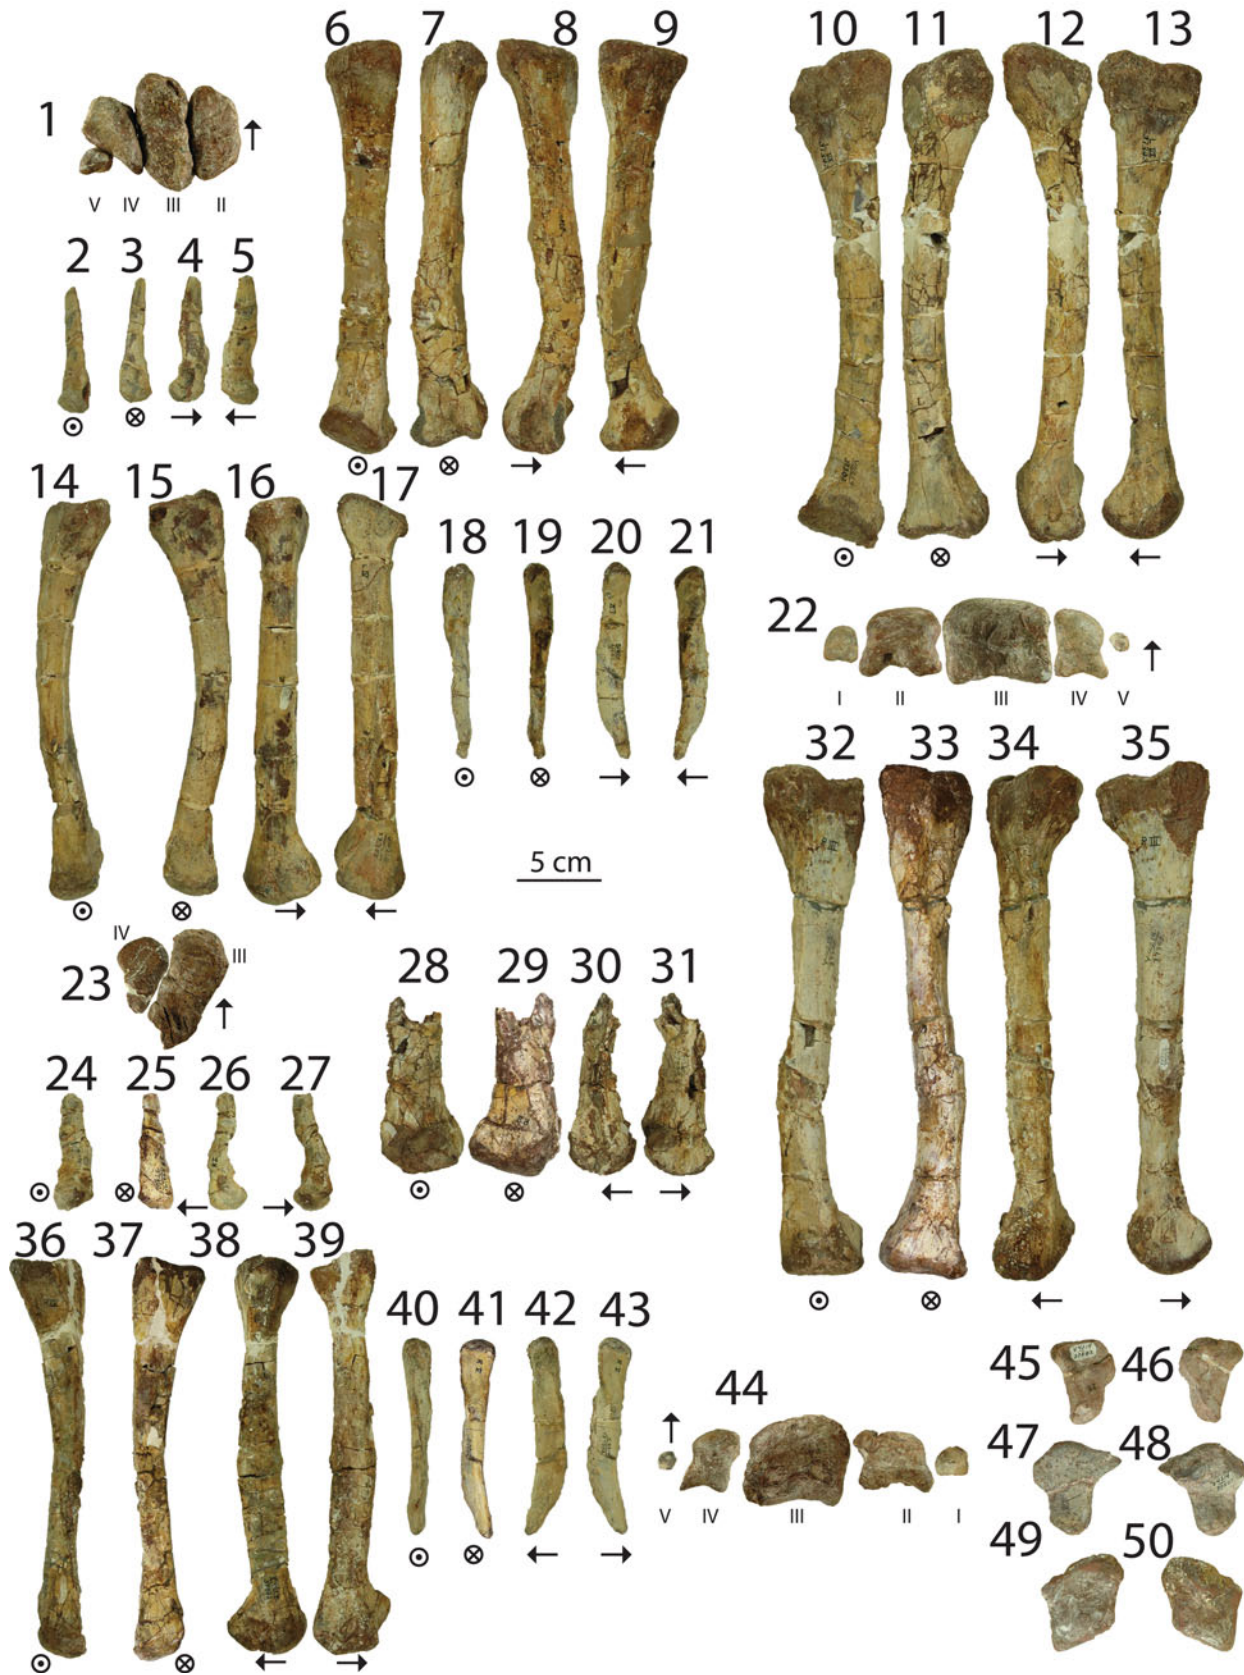 6 7 8 9 10 11 12 13
1
V IV III II
2 3 4 5
14 15 16 17
18 19 20 21
22
I II III IV V
5 cm
32 33 34 35
IV
III
23
28 29 30 31
24 25 26 27
36 37 38 39
40 41 42 43
44
V IV III II I
45 46
47 48
49 50